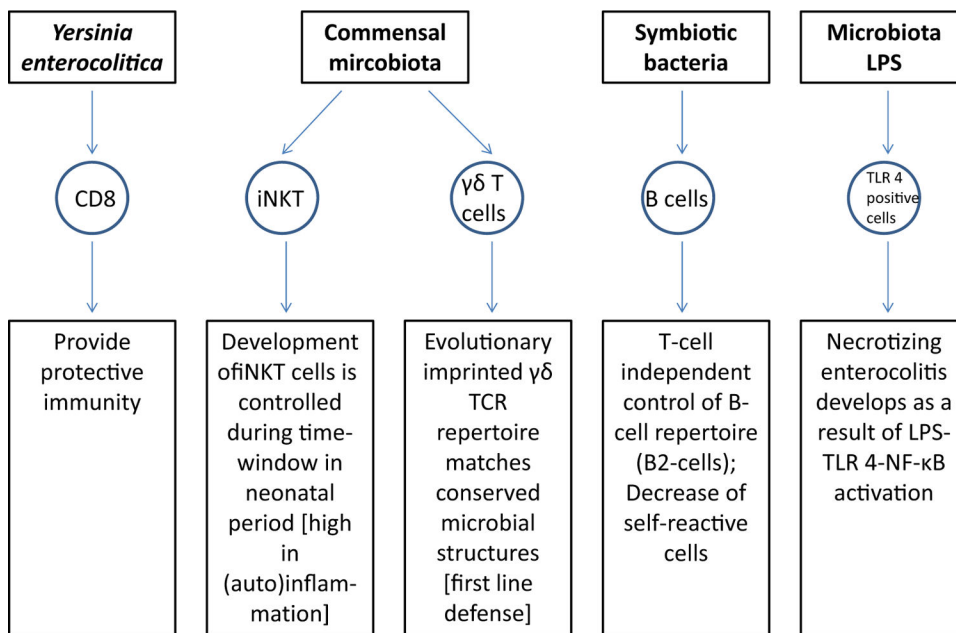 Yersinia
enterocolitica
Commensal
mircobiota
Symbiotic
bacteria
Microbiota
LPS
CD8
iNKT
γδ T
cells
B cells
TLR 4
positive
cells
Provide
protective
immunity
Development
ofiNKT cells is
controlled
during time-
window in
neonatal
period [high
in
(auto)inflam-
mation]
Evolutionary
imprinted γδ
TCR
repertoire
matches
conserved
microbial
structures
[first line
defense]
T-cell
independent
control of B-
cell repertoire
(B2-cells);
Decrease of
self-reactive
cells
Necrotizing
enterocolitis
develops as a
result of LPS-
TLR 4-NF-κB
activation